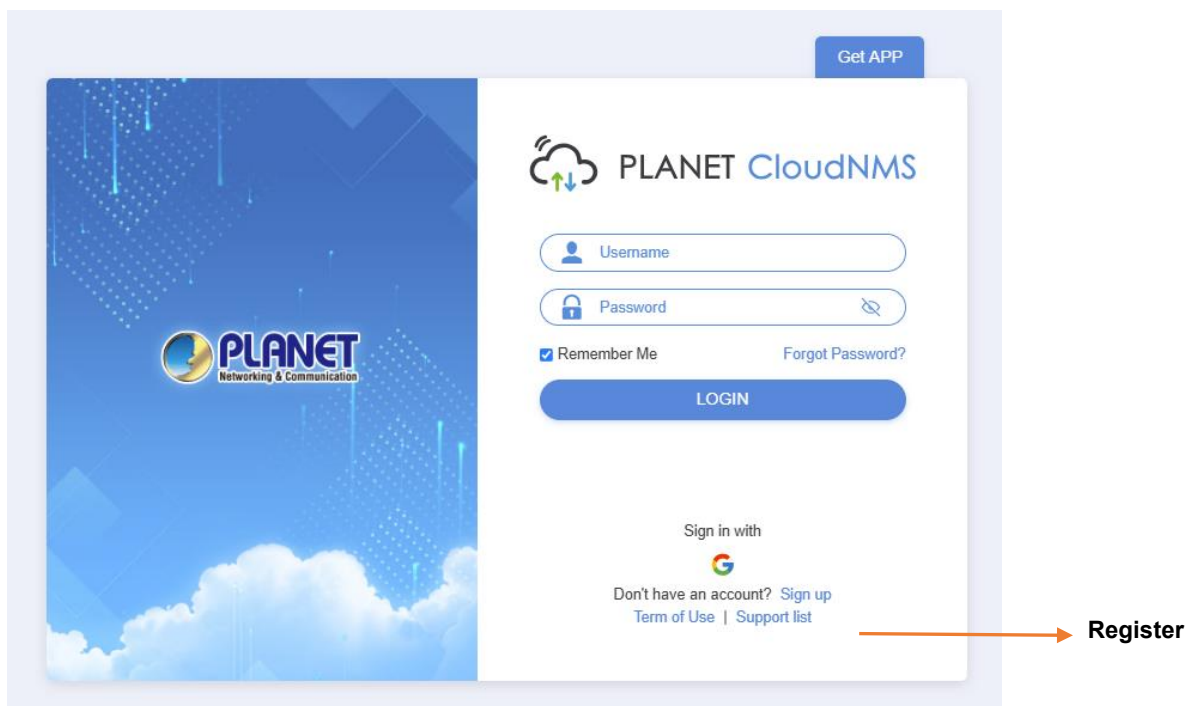 Get APP
PLANET CloudNMS
Username
PLANET
Networking & Communication
Password
Remember Me Forgot Password?
LOGIN
Sign in with
Don't have an account? Sign up
Term of Use | Support list
Register